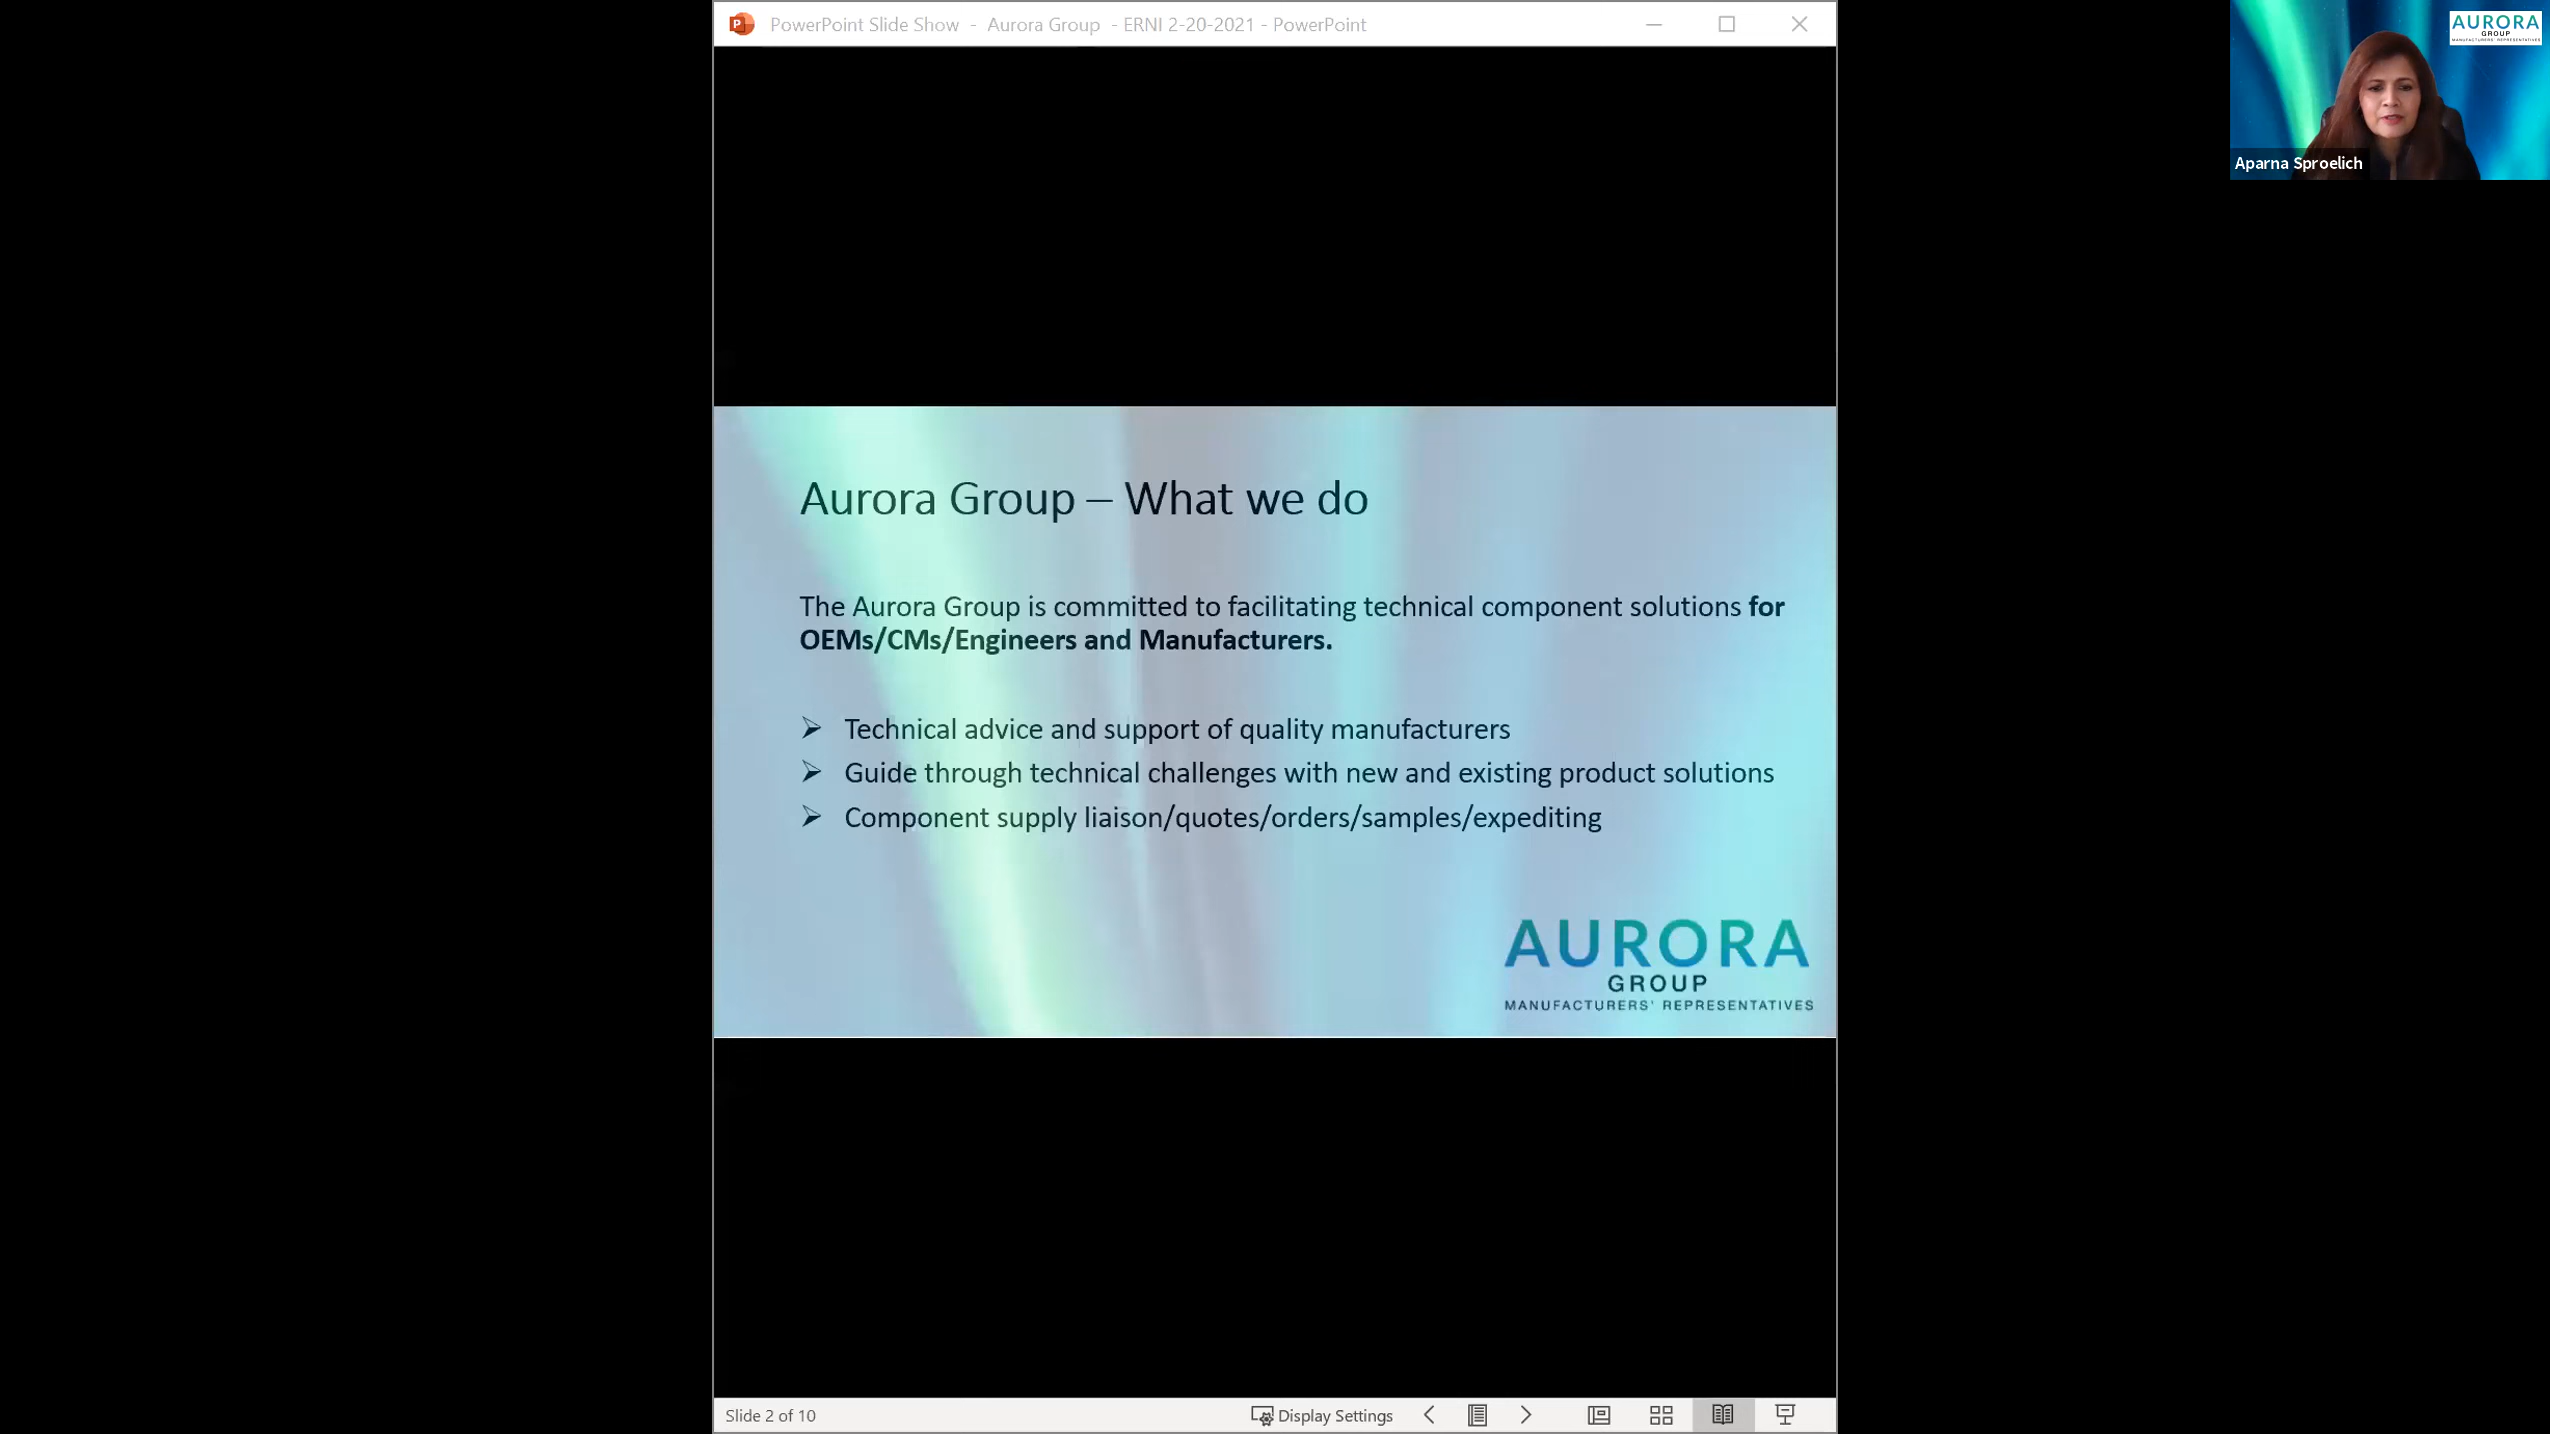 PowerPoint Slide Show - Aurora Group - ERNI 2-20-2021 - PowerPoint
AURORA
GROUP
MANUFACTURERS' REPRESENTATIVES
Aparna Sproelich
Aurora Group – What we do
The Aurora Group is committed to facilitating technical component solutions for
OEMs/CMs/Engineers and Manufacturers.
➢ Technical advice and support of quality manufacturers
➢ Guide through technical challenges with new and existing product solutions
➢ Component supply liaison/quotes/orders/samples/expediting
AURORA
GROUP
MANUFACTURERS' REPRESENTATIVES
Slide 2 of 10
Display Settings